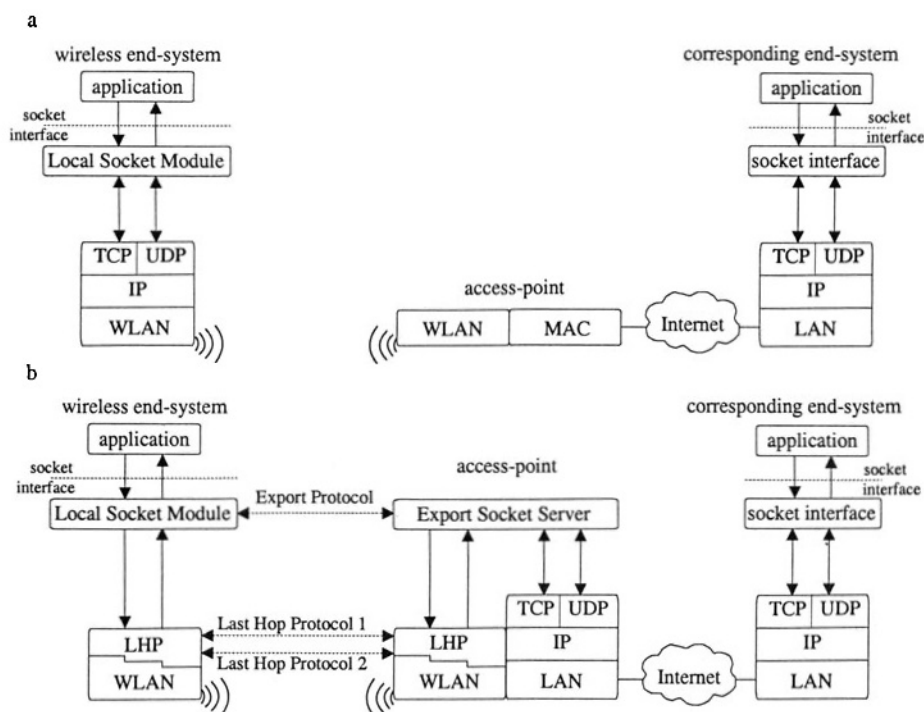 a
wireless end-system
application
socket
interface
Local Socket Module
TCP UDP
IP
WLAN
access-point
WLAN MAC
Internet
corresponding end-system
application
socket
interface
socket interface
TCP UDP
IP
LAN
b
wireless end-system
application
socket
interface
Local Socket Module
Export Protocol
LHP
WLAN
Last Hop Protocol 1
Last Hop Protocol 2
access-point
Export Socket Server
LHP
WLAN
TCP UDP
IP
LAN
Internet
corresponding end-system
application
socket
interface
socket interface
TCP UDP
IP
LAN